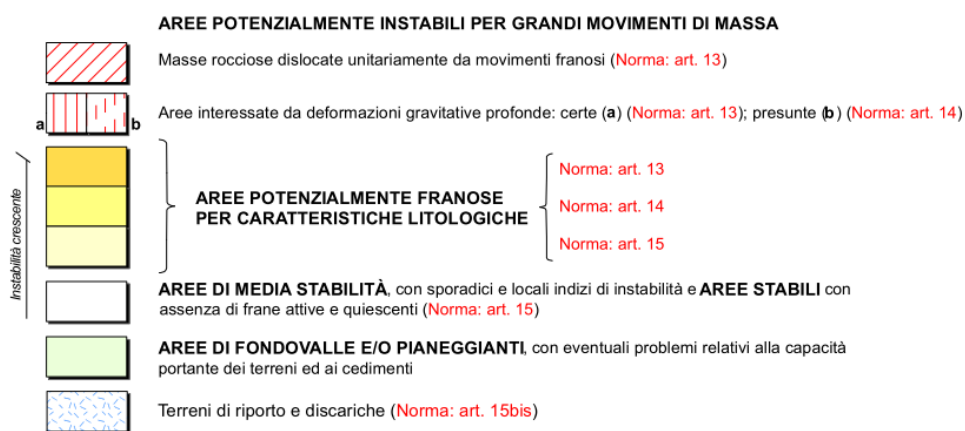 AREE POTENZIALMENTE INSTABILI PER GRANDI MOVIMENTI DI MASSA
Masse rocciose dislocate unitariamente da movimenti franosi (Norma: art. 13)
a
b
Aree interessate da deformazioni gravitative profonde: certe (a) (Norma: art. 13); presunte (b) (Norma: art. 14)
Instabilità crescente
AREE POTENZIALMENTE FRANOSE
PER CARATTERISTICHE LITOLOGICHE
Norma: art. 13
Norma: art. 14
Norma: art. 15
AREE DI MEDIA STABILITÀ, con sporadici e locali indizi di instabilità e AREE STABILI con
assenza di frane attive e quiescenti (Norma: art. 15)
AREE DI FONDOVALLE E/O PIANEGGIANTI, con eventuali problemi relativi alla capacità
portante dei terreni ed ai cedimenti
Terreni di riporto e discariche (Norma: art. 15bis)